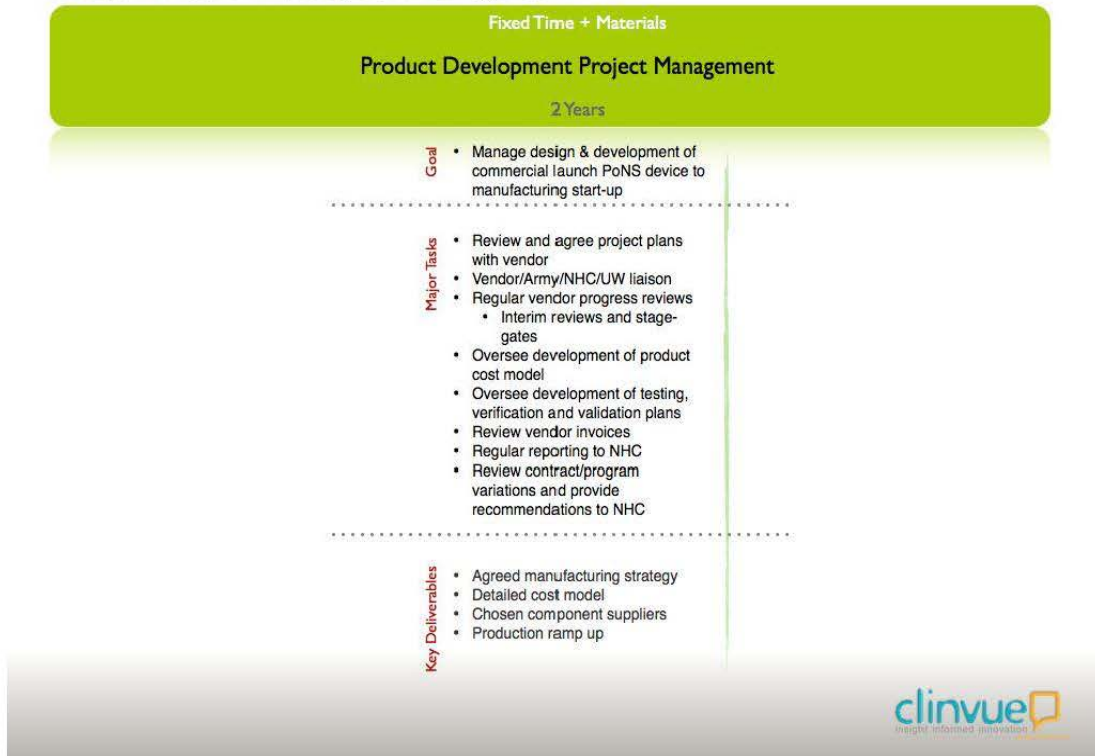 Fixed Time + Materials
Product Development Project Management
2 Years
Goal
• Manage design & development of
commercial launch PoNS device to
manufacturing start-up
Major Tasks
• Review and agree project plans
with vendor
• Vendor/Army/NHC/UW liaison
• Regular vendor progress reviews
• Interim reviews and stage-
gates
• Oversee development of product
cost model
• Oversee development of testing,
verification and validation plans
• Review vendor invoices
• Regular reporting to NHC
• Review contract/program
variations and provide
recommendations to NHC
Key Deliverables
• Agreed manufacturing strategy
• Detailed cost model
• Chosen component suppliers
• Production ramp up
clinvue
insight informed innovation